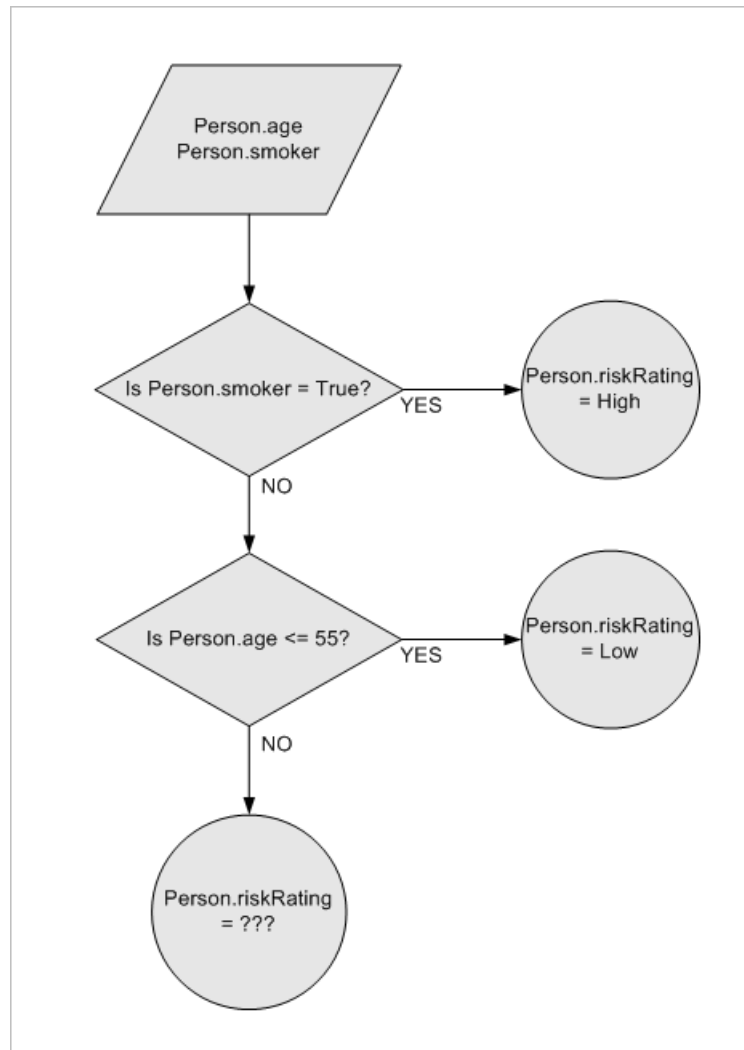 Person.age
Person.smoker
Is Person.smoker = True?
YES
Person.riskRating
= High
NO
Is Person.age <= 55?
YES
Person.riskRating
= Low
NO
Person.riskRating
= ???